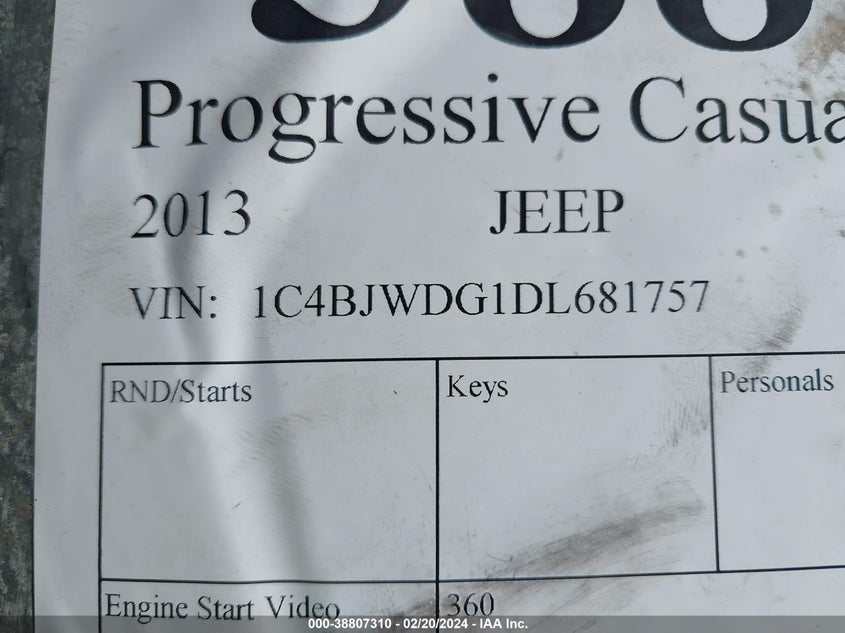 Progressive
2013 JEEP
VIN: 1C4BJWDG1DL681757
RND/Starts Keys Personals
Engine Start Video 360
000-38807310 - 02/20/2024 - IAA Inc.